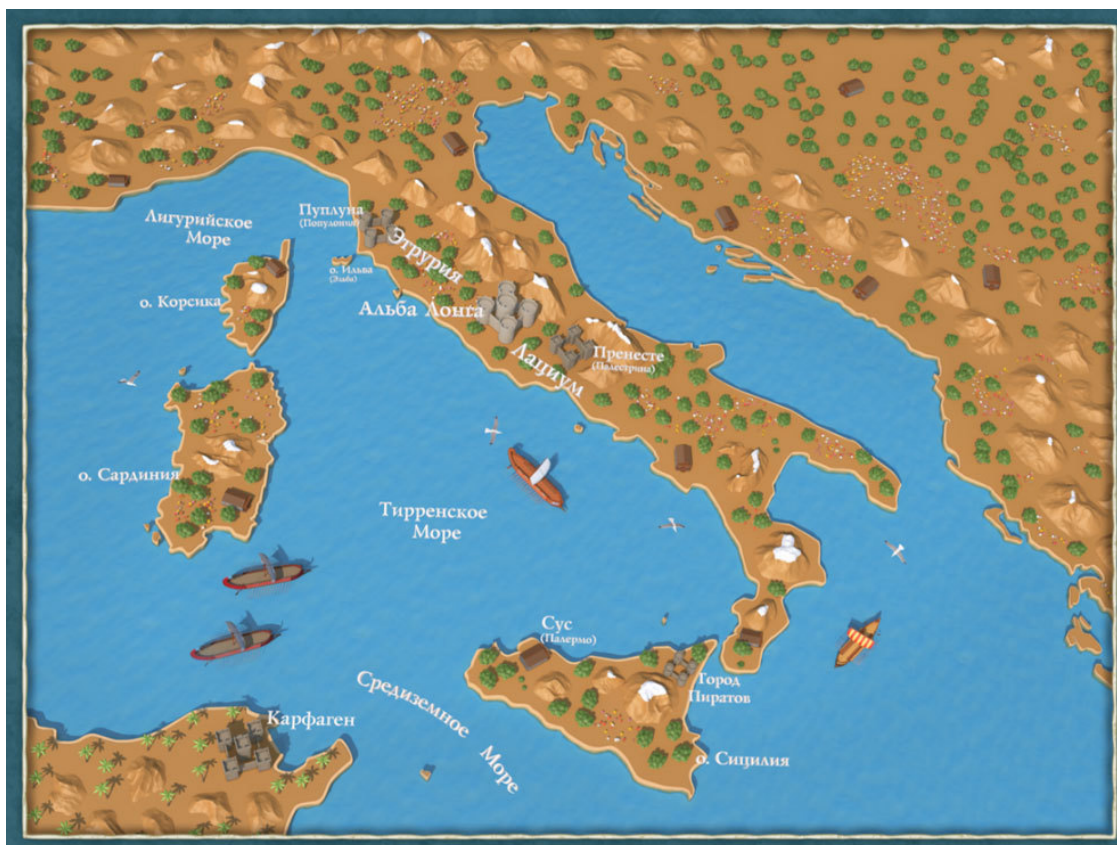 Лигурийское
Море
Пуплуна
(Популония)
Этрурия
о. Ильва
(Эльба)
о. Корсика
Альба Лонга
Лациум
Пренесте
(Палестрина)
о. Сардиния
Тирренское
Море
Сус
(Палермо)
Город
Пиратов
Средиземное Море
Карфаген
о. Сицилия